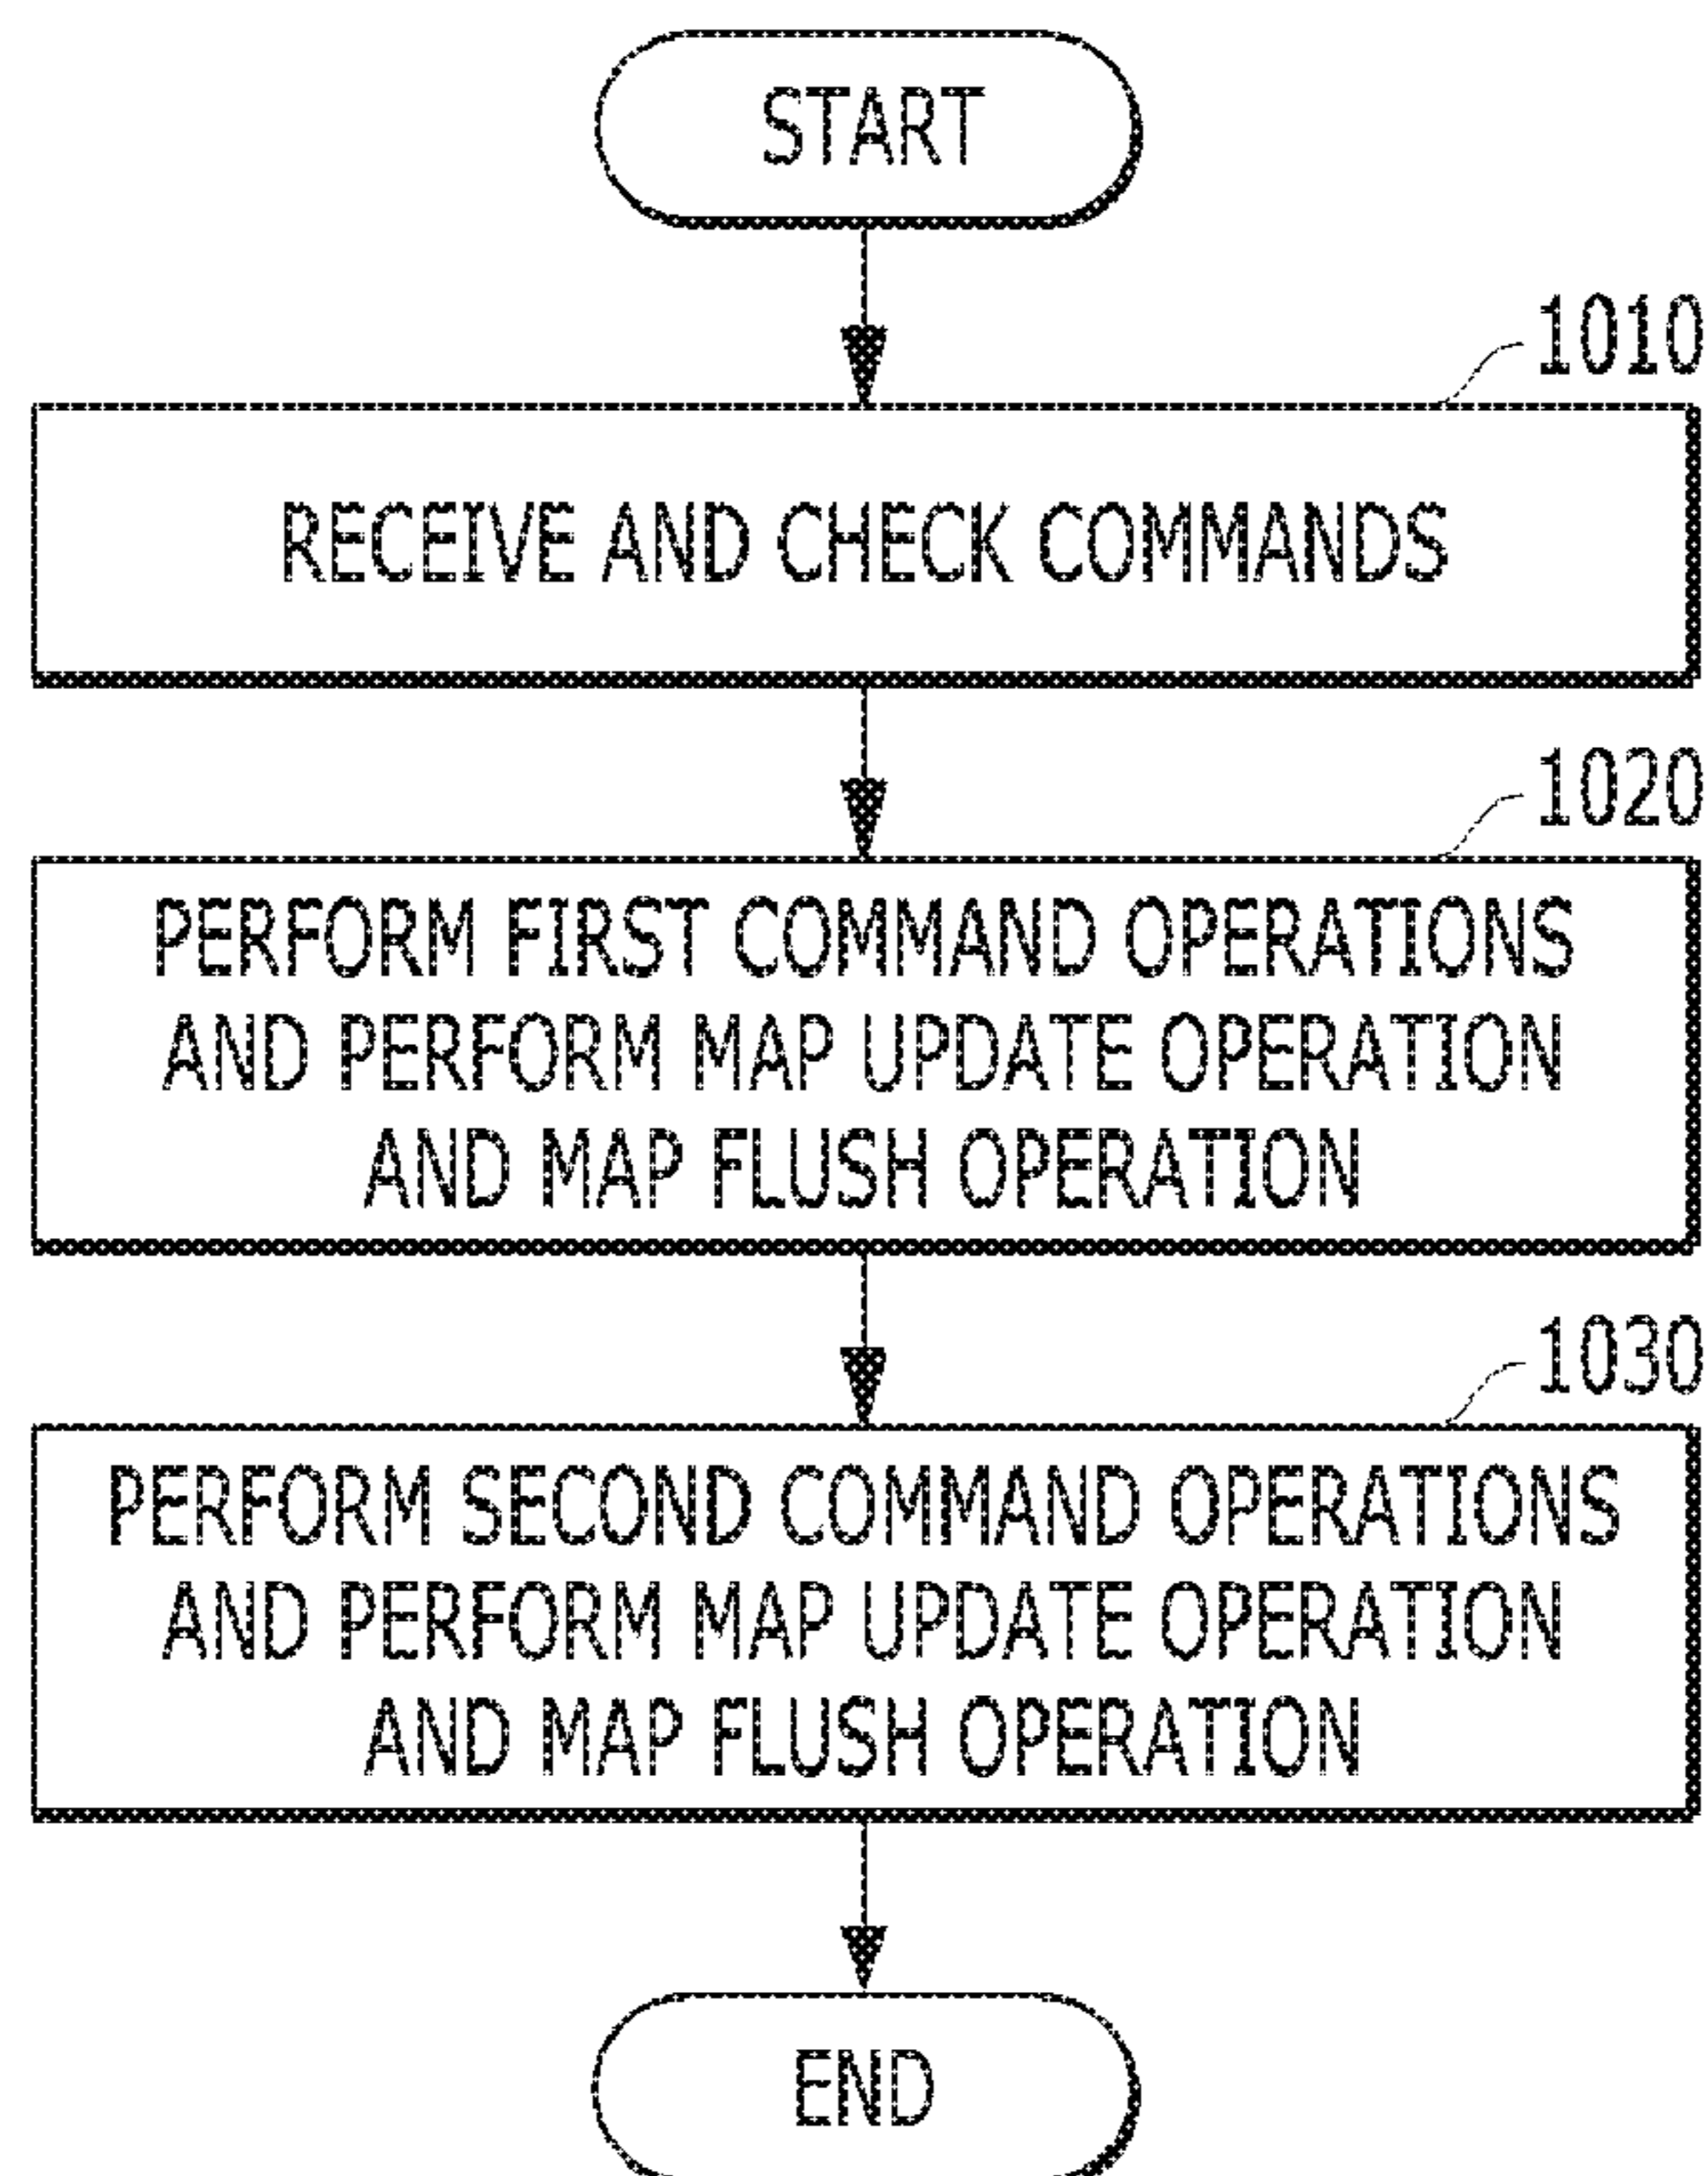 START
1010
RECEIVE AND CHECK COMMANDS
1020
PERFORM FIRST COMMAND OPERATIONS
AND PERFORM MAP UPDATE OPERATION
AND MAP FLUSH OPERATION
1030
PERFORM SECOND COMMAND OPERATIONS
AND PERFORM MAP UPDATE OPERATION
AND MAP FLUSH OPERATION
END